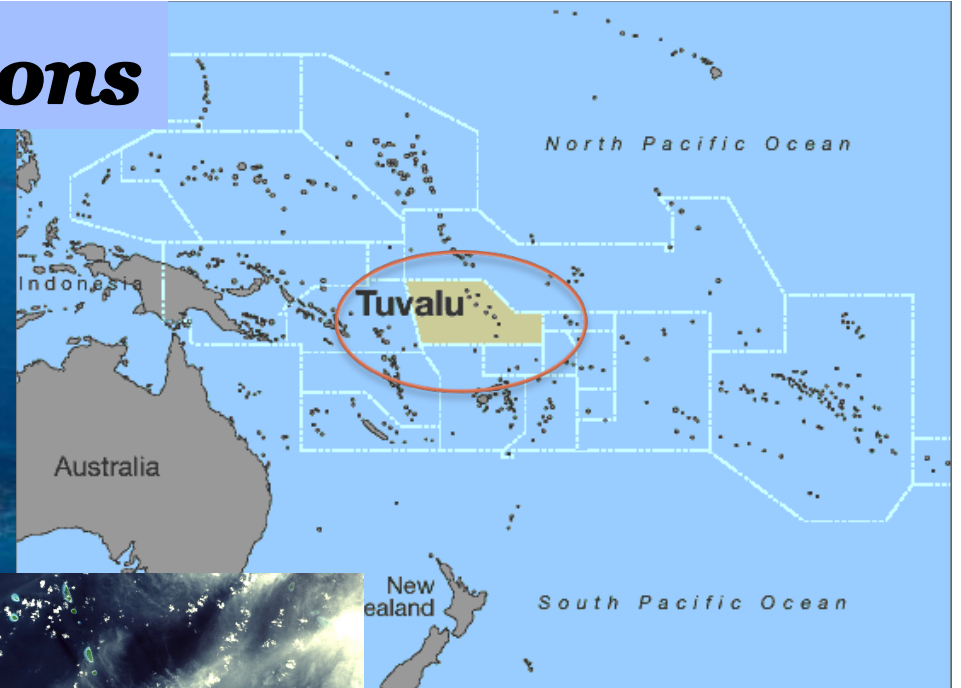 ons
North Pacific Ocean
Indonesia
Tuvalu
Australia
New
ealand
South Pacific Ocean